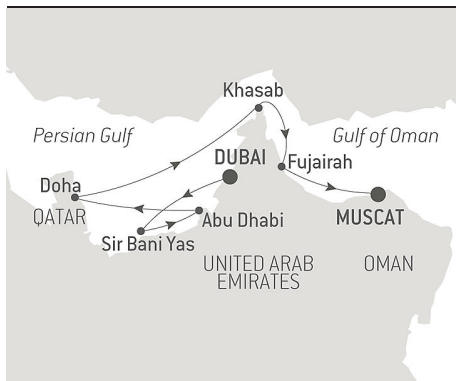 Khasab
Persian Gulf
Gulf of Oman
DUBAI
Fujairah
Doha
QATAR
Abu Dhabi
MUSCAT
Sir Bani Yas
UNITED ARAB
EMIRATES
OMAN